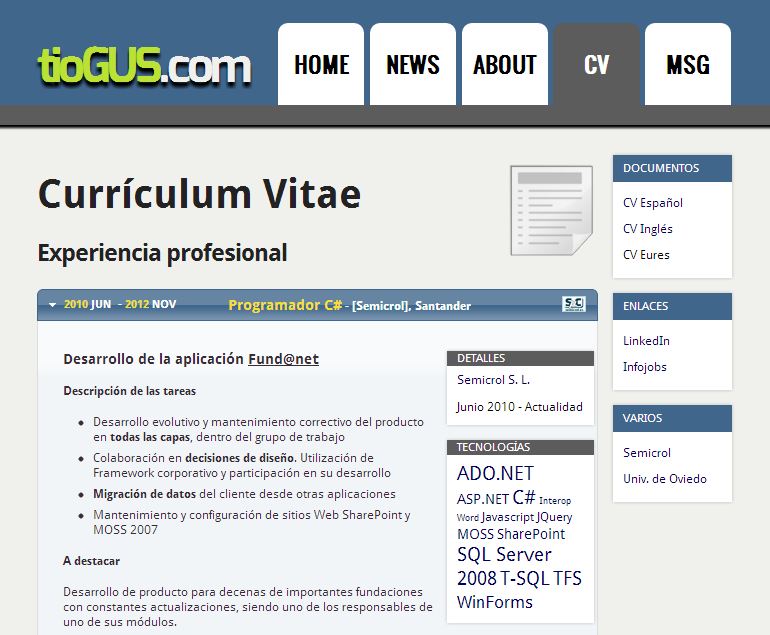 tioGUS.com
HOME
NEWS
ABOUT
CV
MSG
Currículum Vitae
Experiencia profesional
2010 JUN - 2012 NOV
Programador C# - [Semicrol], Santander
Desarrollo de la aplicación Fund@net
Descripción de las tareas
Desarrollo evolutivo y mantenimiento correctivo del producto
en todas las capas, dentro del grupo de trabajo
Colaboración en decisiones de diseño. Utilización de
Framework corporativo y participación en su desarrollo
Migración de datos del cliente desde otras aplicaciones
Mantenimiento y configuración de sitios Web SharePoint y
MOSS 2007
A destacar
Desarrollo de producto para decenas de importantes fundaciones
con constantes actualizaciones, siendo uno de los responsables de
uno de sus módulos.
DETALLES
Semicrol S. L.
Junio 2010 - Actualidad
TECNOLOGÍAS
ADO.NET
ASP.NET C# Interop
Word Javascript JQuery
MOSS SharePoint
SQL Server
2008 T-SQL TFS
WinForms
DOCUMENTOS
CV Español
CV Inglés
CV Eures
ENLACES
LinkedIn
Infojobs
VARIOS
Semicrol
Univ. de Oviedo